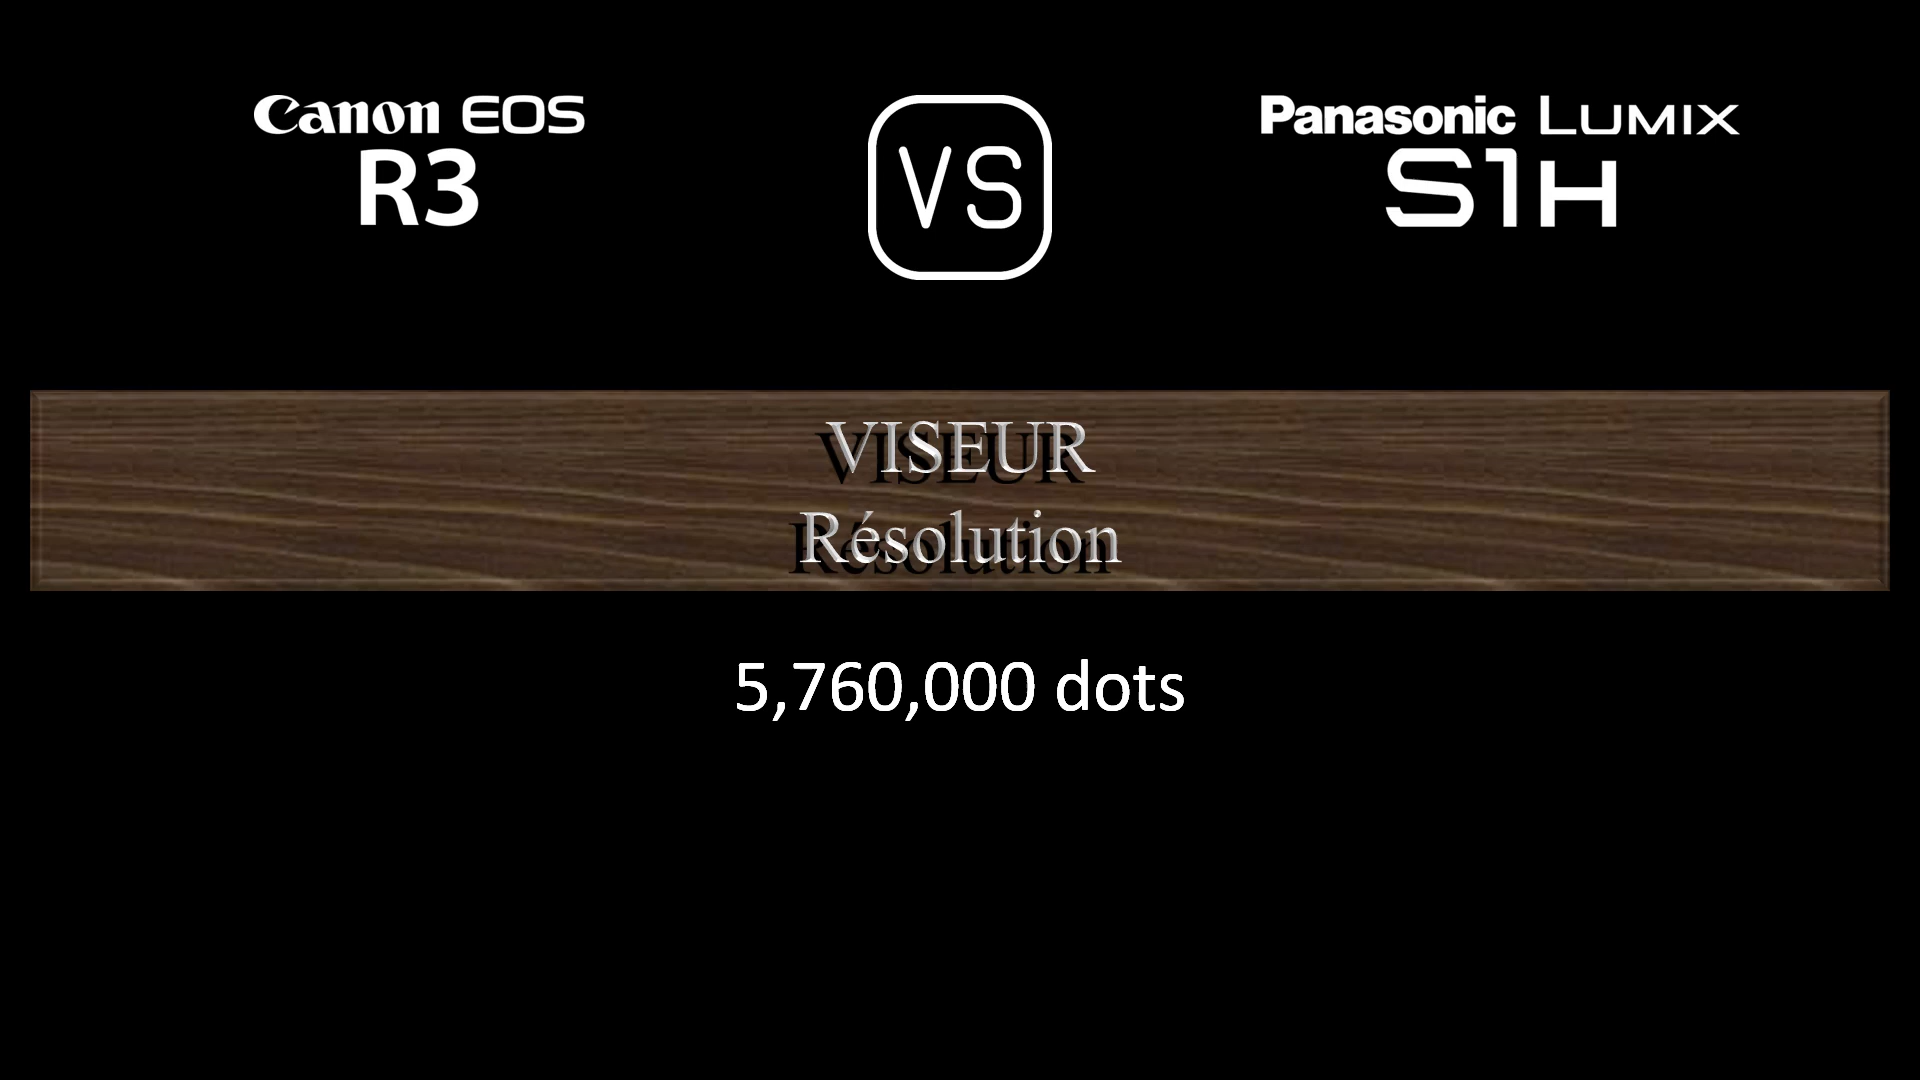 Canon EOS
R3
VS
Panasonic LUMIX
S1H
VISEUR
Résolution
5,760,000 dots